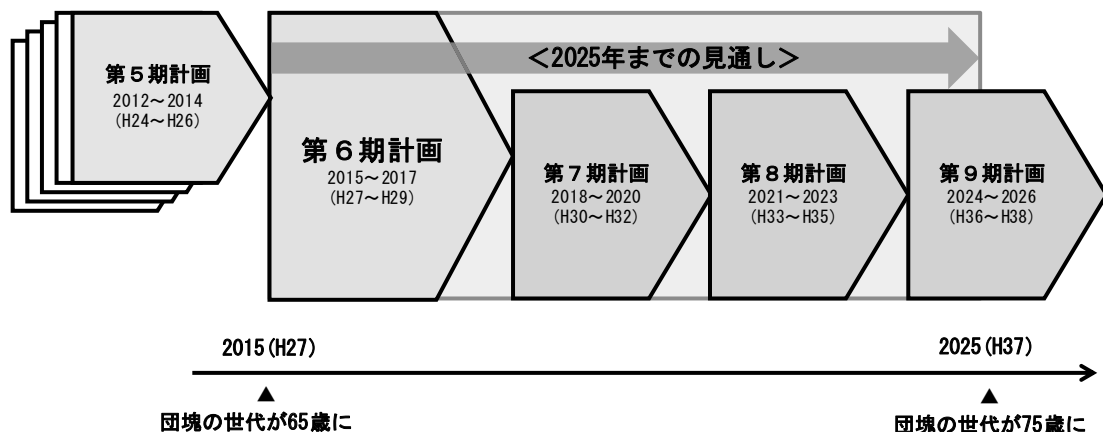 ＜2025年までの見通し＞
第５期計画
2012～2014
(H24～H26)
第６期計画
2015～2017
(H27～H29)
第７期計画
2018～2020
(H30～H32)
第８期計画
2021～2023
(H33～H35)
第９期計画
2024～2026
(H36～H38)
2015(H27)
2025(H37)
▲
▲
団塊の世代が65歳に
団塊の世代が75歳に